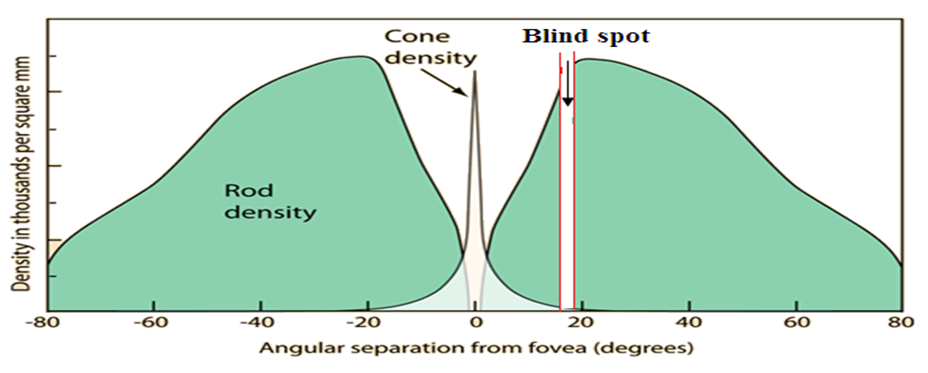 Cone
density
Blind spot
Density in thousands per square mm
Rod
density
-80 -60 -40 -20 0 20 40 60 80
Angular separation from fovea (degrees)